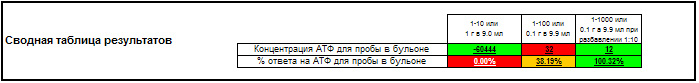 1-10 или
1 г в 9.0 мл
1-100 или
0.1 г в 9.9 мл
1-1000 или
0.1 г в 9.9 мл при
разбавлении 1:10
Сводная таблица результатов
Концентрация АТФ для пробы в бульоне -60444 32 12
% ответа на АТФ для пробы в бульоне 0.00% 38.19% 100.32%